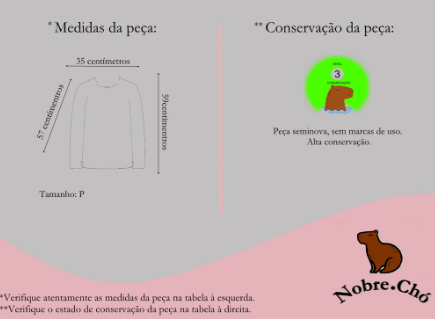 *Medidas da peça:
35 centímetros
57 centímetros
59centímetros
Tamanho: P
**Conservação da peça:
3
Peça seminova, sem marcas de uso.
Alta conservação.
Nobre.Chó
*Verifique atentamente as medidas da peça na tabela à esquerda.
**Verifique o estado de conservação da peça na tabela à direita.